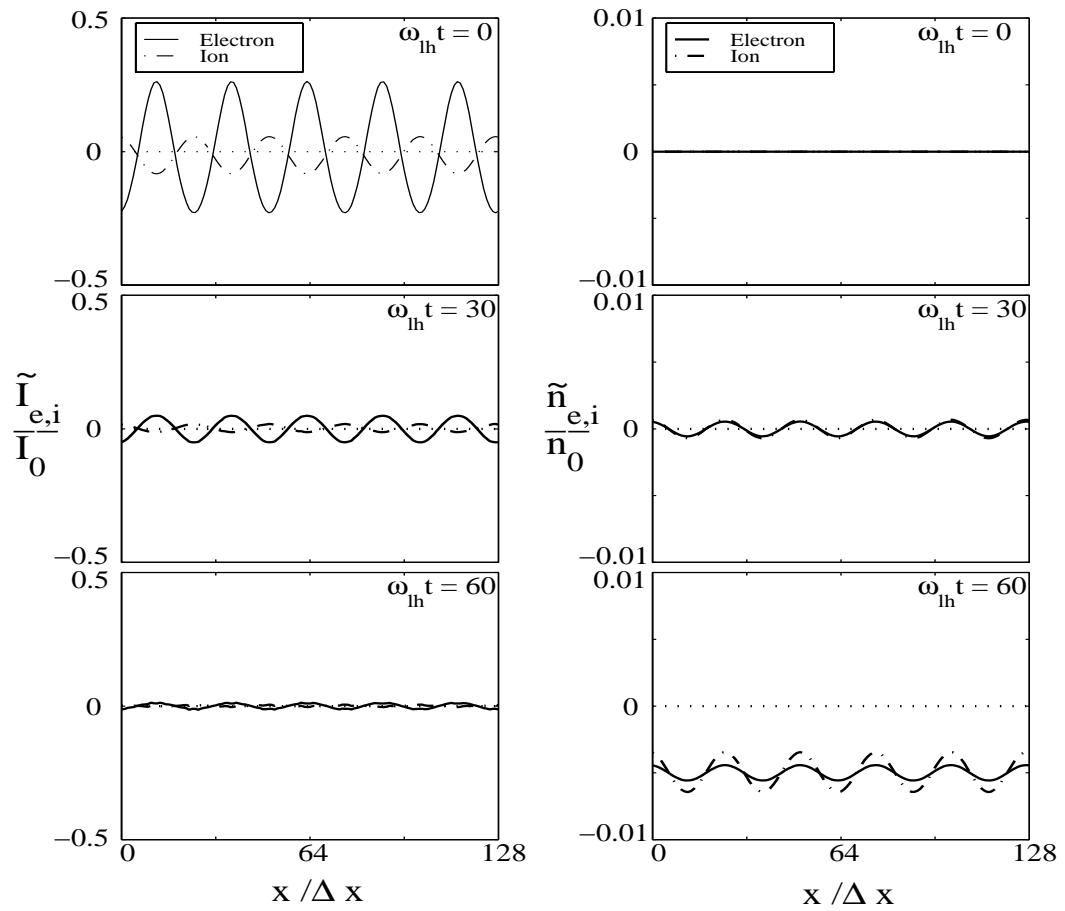 0.5
Electron
Ion
ω_lh t = 0
0
−0.5
0.5
ω_lh t = 30
Ĩ_e,i
I_0
0
−0.5
0.5
ω_lh t = 60
0
−0.5
0 64 128
x /Δ x
0.01
Electron
Ion
ω_lh t = 0
0
−0.01
0.01
ω_lh t = 30
ñ_e,i
n_0
0
−0.01
0.01
ω_lh t = 60
0
−0.01
0 64 128
x /Δ x